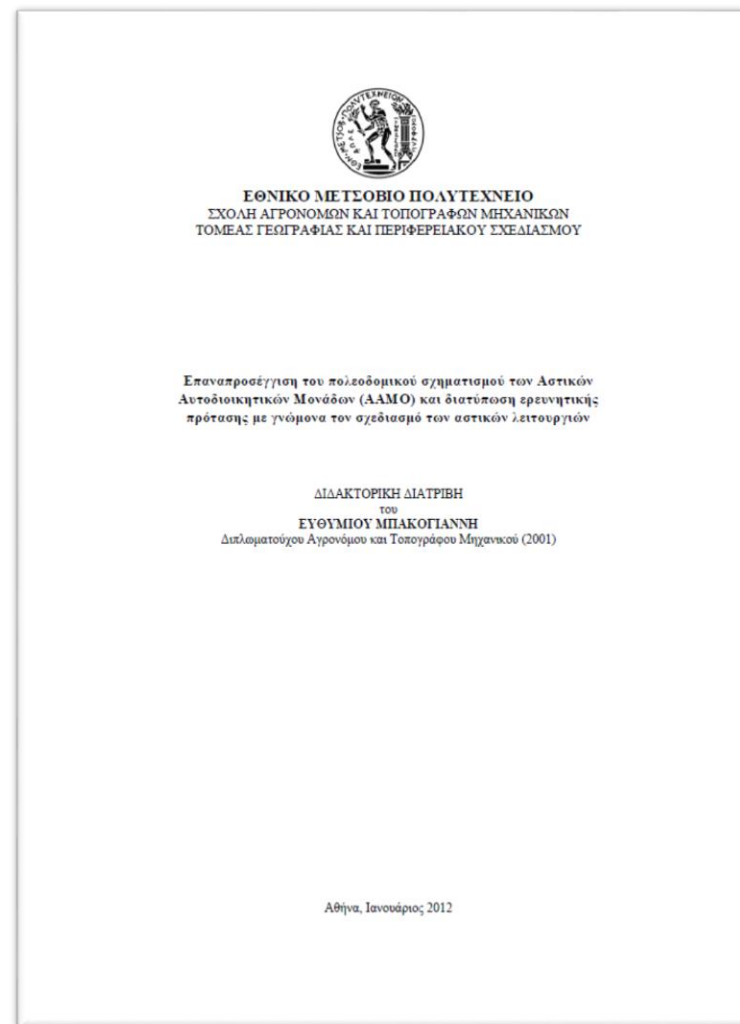 ΕΘΝΙΚΟ ΜΕΤΣΟΒΙΟ ΠΟΛΥΤΕΧΝΕΙΟ
ΣΧΟΛΗ ΑΓΡΟΝΟΜΩΝ ΚΑΙ ΤΟΠΟΓΡΑΦΩΝ ΜΗΧΑΝΙΚΩΝ
ΤΟΜΕΑΣ ΓΕΩΓΡΑΦΙΑΣ ΚΑΙ ΠΕΡΙΦΕΡΕΙΑΚΟΥ ΣΧΕΔΙΑΣΜΟΥ
Επαναπροσέγγιση του πολεοδομικού σχηματισμού των Αστικών
Αυτοδιοικητικών Μονάδων (ΑΑΜΟ) και διατύπωση ερευνητικής
πρότασης με γνώμονα τον σχεδιασμό των αστικών λειτουργιών
ΔΙΔΑΚΤΟΡΙΚΗ ΔΙΑΤΡΙΒΗ
του
ΕΥΘΥΜΙΟΥ ΜΠΑΚΟΓΙΑΝΝΗ
Διπλωματούχου Αγρονόμου και Τοπογράφου Μηχανικού (2001)
Αθήνα, Ιανουάριος 2012